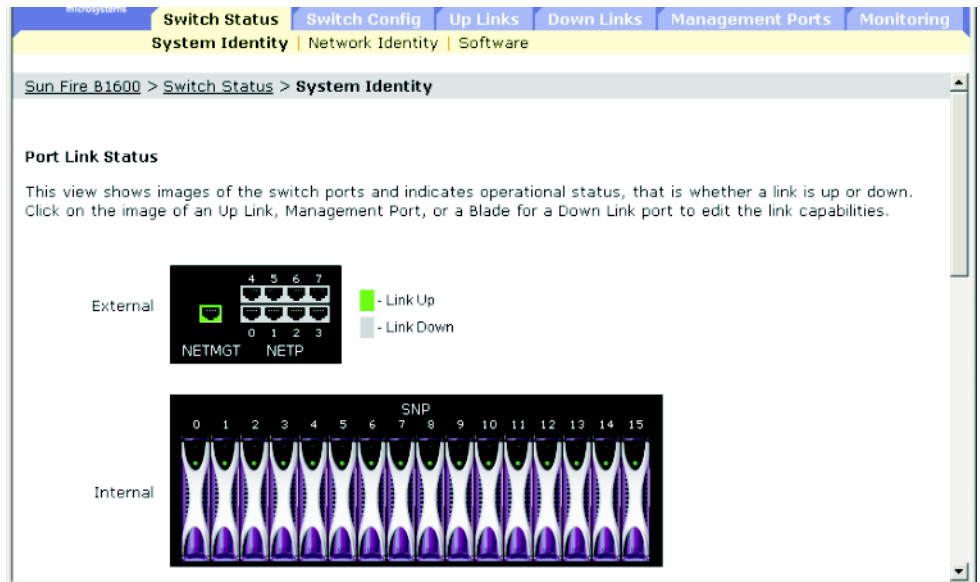 microsystems
Switch Status Switch Config Up Links Down Links Management Ports Monitoring
System Identity | Network Identity | Software
Sun Fire B1600 > Switch Status > System Identity
Port Link Status
This view shows images of the switch ports and indicates operational status, that is whether a link is up or down.
Click on the image of an Up Link, Management Port, or a Blade for a Down Link port to edit the link capabilities.
External
4 5 6 7
0 1 2 3
NETMGT NETP
- Link Up
- Link Down
SNP
0 1 2 3 4 5 6 7 8 9 10 11 12 13 14 15
Internal